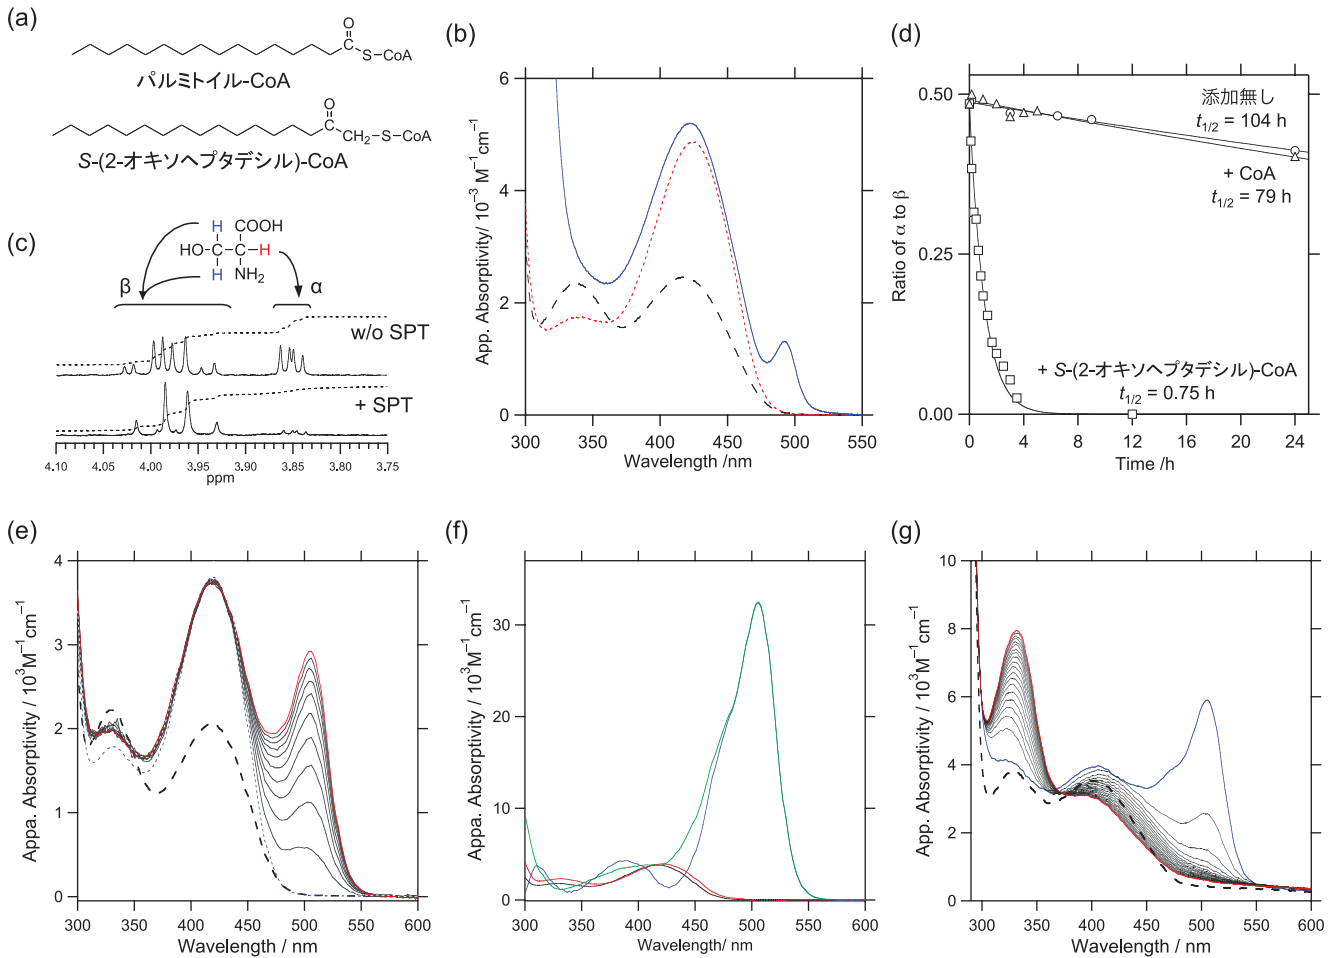 (a)
O
C
S–CoA
パルミトイル-CoA
O
C
CH2–S–CoA
S-(2-オキソヘプタデシル)-CoA
(b)
6
4
2
0
App. Absorptivity/ 10⁻³ M⁻¹cm⁻¹
300
350
400
450
500
550
Wavelength /nm
(c)
H COOH
HO–C–C–H
H NH2
β
α
w/o SPT
+ SPT
4.10
4.05
4.00
3.95
3.90
3.85
3.80
3.75
ppm
(d)
0.50
0.25
0.00
Ratio of α to β
添加無し
t1/2 = 104 h
+ CoA
t1/2 = 79 h
+ S-(2-オキソヘプタデシル)-CoA
t1/2 = 0.75 h
0
4
8
12
16
20
24
Time /h
(e)
4
3
2
1
0
Appa. Absorptivity / 10³M⁻¹cm⁻¹
300
350
400
450
500
550
600
Wavelength / nm
(f)
30
20
10
0
Appa. Absorptivity / 10³M⁻¹cm⁻¹
300
350
400
450
500
550
600
Wavelength/ nm
(g)
10
8
6
4
2
0
App. Absorptivity / 10³M⁻¹cm⁻¹
300
350
400
450
500
550
600
Wavelength / nm